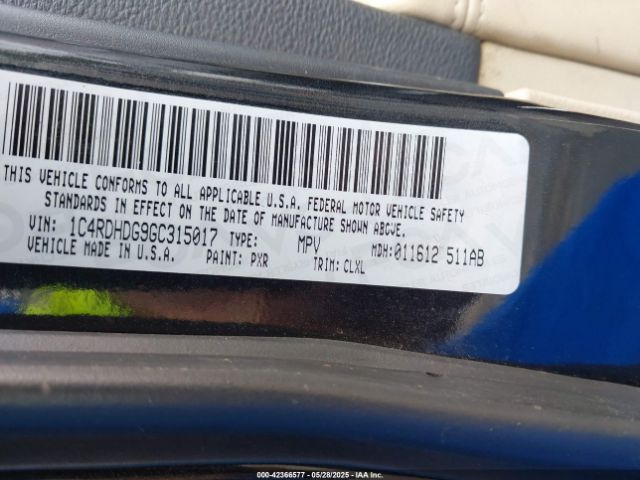 THIS VEHICLE CONFORMS TO ALL APPLICABLE U.S.A. FEDERAL MOTOR VEHICLE SAFETY
STANDARDS IN EFFECT ON THE DATE OF MANUFACTURE SHOWN ABOVE.
VIN: 1C4RDHDG9GC315017 TYPE: MPV MDH:011612 511AB
VEHICLE MADE IN U.S.A. PAINT: PXR TRIM: CLXL
000-42366577 - 05/28/2025 - IAAI.COM